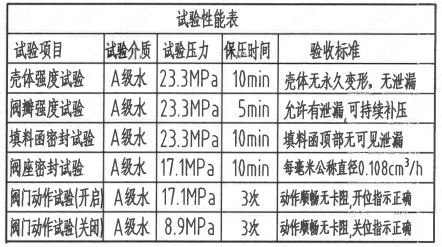 试验性能表
试验项目 试验介质 试验压力 保压时间 验收标准
壳体强度试验 A级水 23.3MPa 10min 壳体无永久变形，无泄漏
阀瓣强度试验 A级水 23.3MPa 5min 允许有泄漏,可持续补压
填料函密封试验 A级水 23.3MPa 10min 填料函顶部无可见泄漏
阀座密封试验 A级水 17.1MPa 10min 每毫米公称直径0.108cm³/h
阀门动作试验(开启) A级水 17.1MPa 3次 动作顺畅无卡阻,开位指示正确
阀门动作试验(关闭) A级水 8.9MPa 3次 动作顺畅无卡阻,关位指示正确